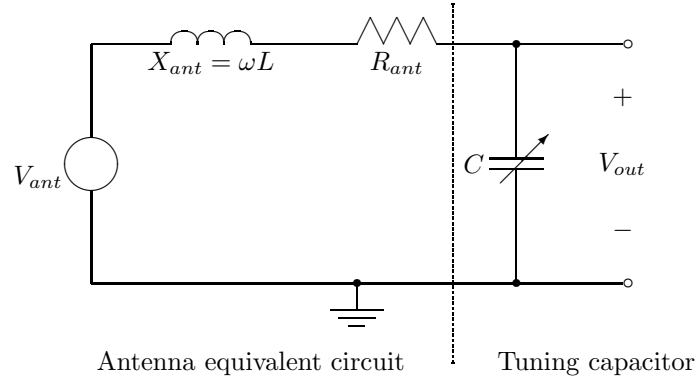 X_ant = ωL
R_ant
+
V_ant
C
V_out
−
Antenna equivalent circuit
Tuning capacitor